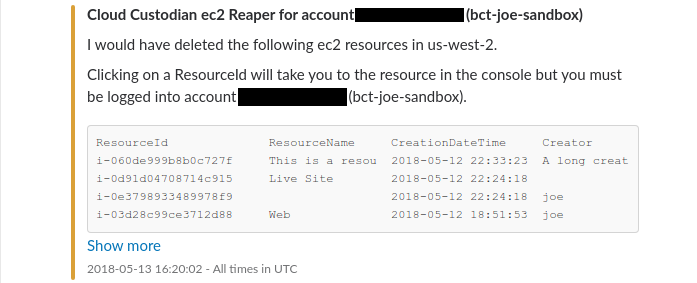 Cloud Custodian ec2 Reaper for account (bct-joe-sandbox)
I would have deleted the following ec2 resources in us-west-2.
Clicking on a ResourceId will take you to the resource in the console but you must
be logged into account (bct-joe-sandbox).
ResourceId ResourceName CreationDateTime Creator
i-060de999b8b0c727f This is a resou 2018-05-12 22:33:23 A long creat
i-0d91d04708714c915 Live Site 2018-05-12 22:24:18
i-0e3798933489978f9 2018-05-12 22:24:18 joe
i-03d28c99ce3712d88 Web 2018-05-12 18:51:53 joe
Show more
2018-05-13 16:20:02 - All times in UTC